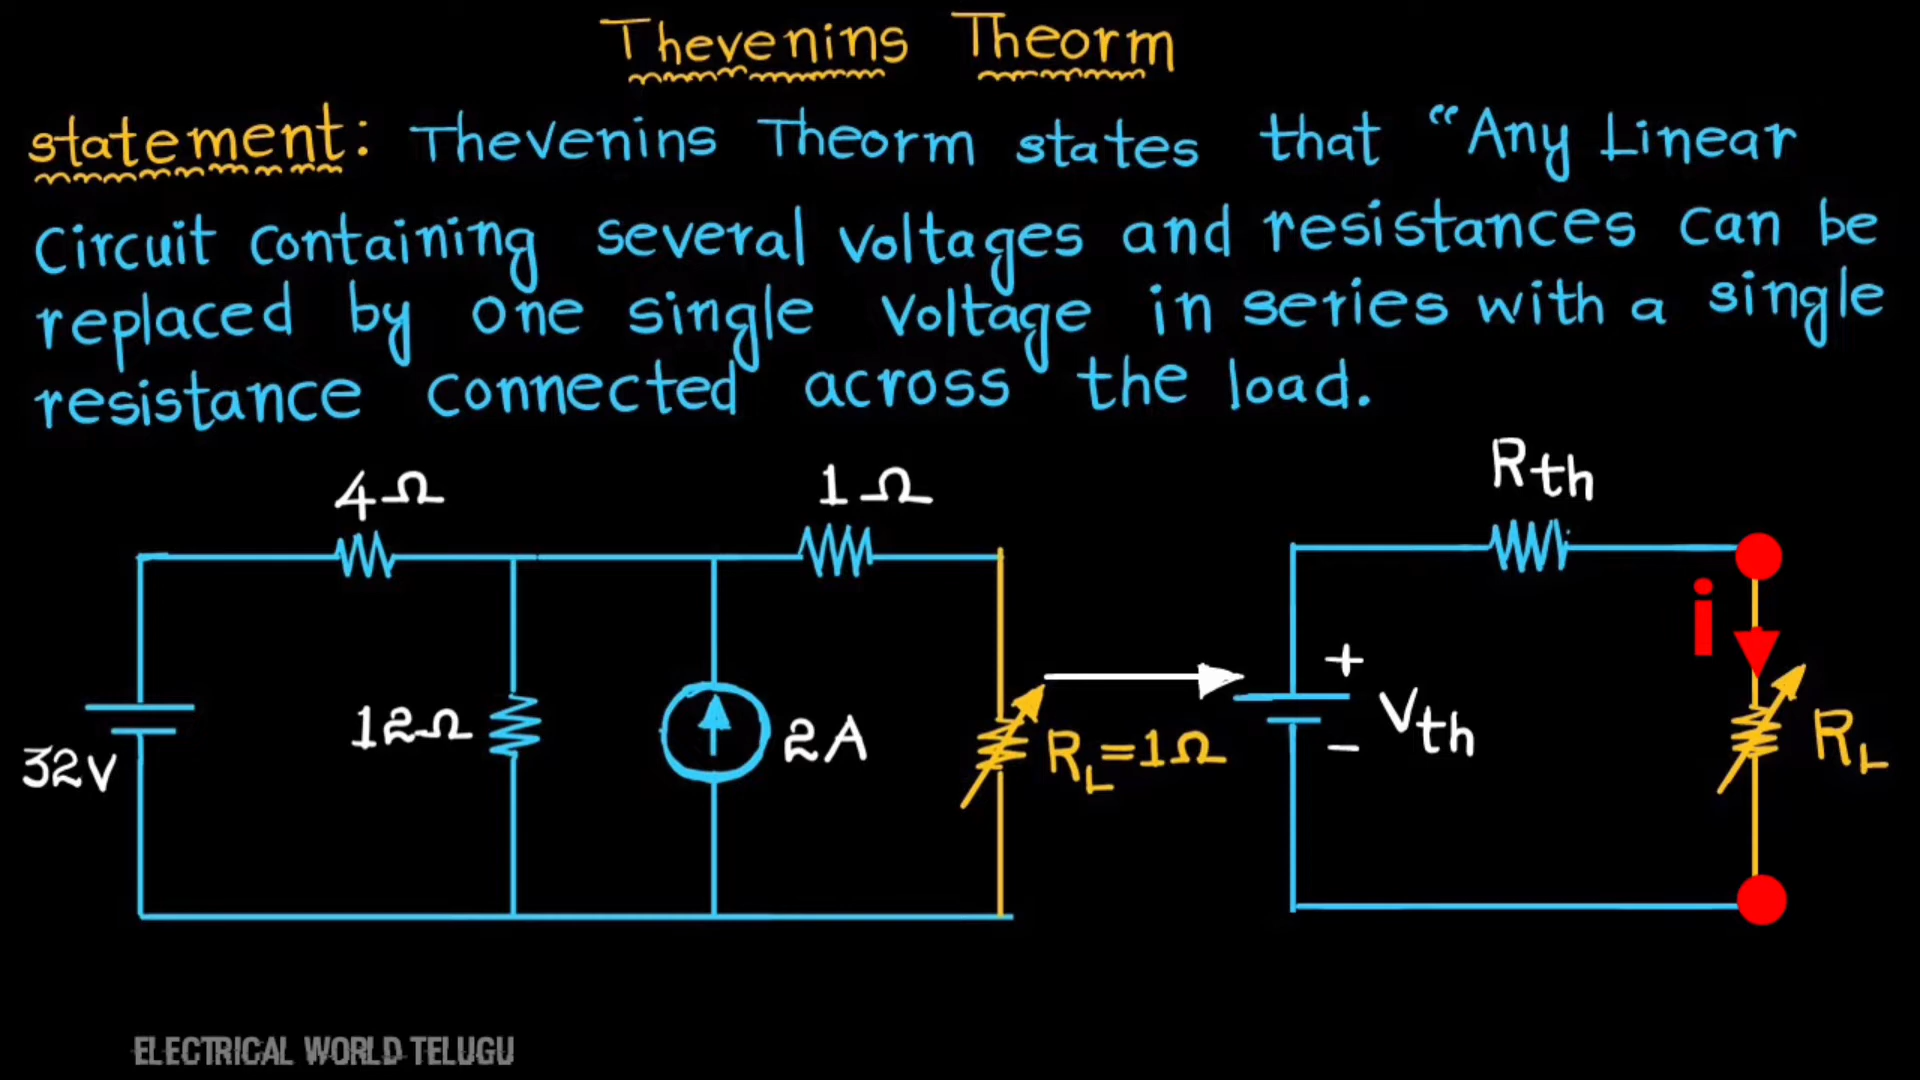 Thevenins Theorm
statement: Thevenins Theorm states that “Any Linear
Circuit containing several voltages and resistances can be
replaced by one single voltage in series with a single
resistance connected across the load.
4Ω
1Ω
Rth
i
+
32V
12Ω
2A
RL=1Ω
Vth
−
RL
ELECTRICAL WORLD TELUGU